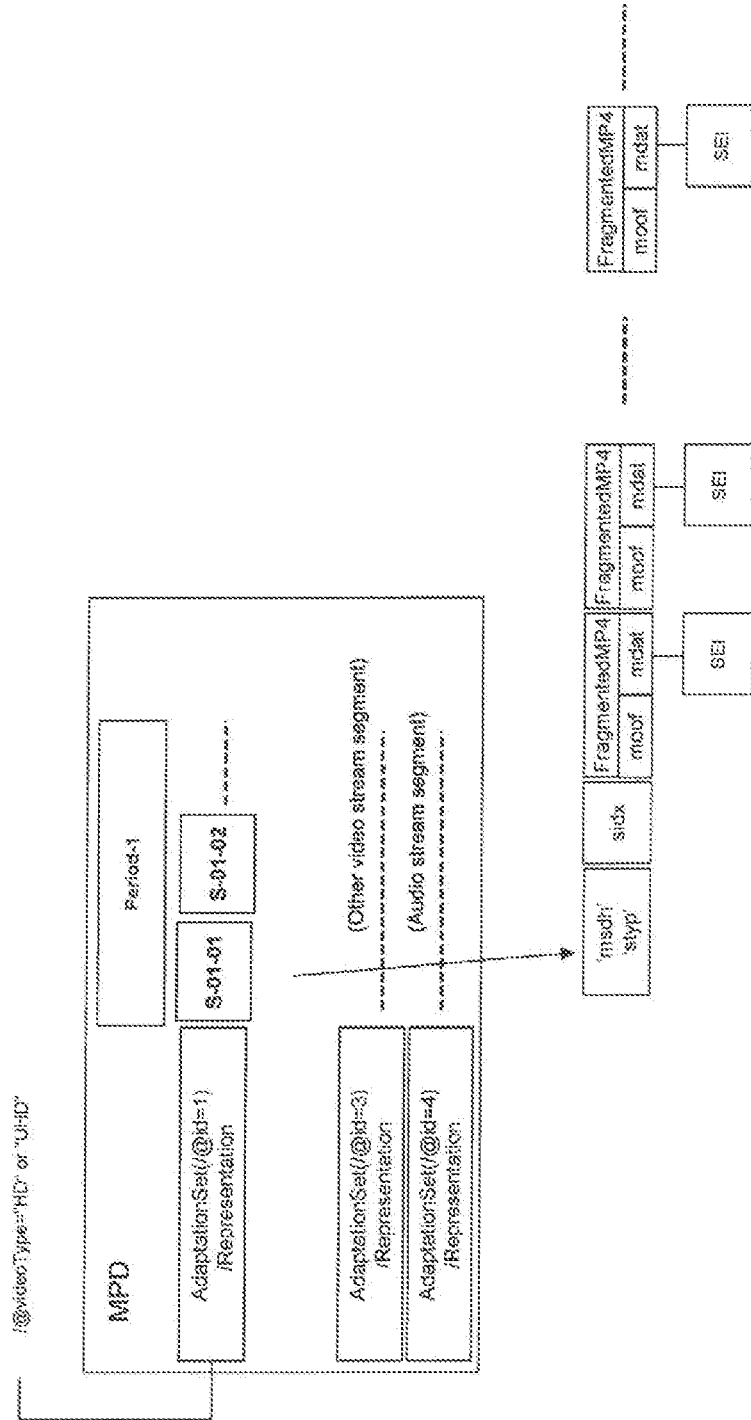 /@videoType="HD" or "UHD"
MPD
Period-1
AdaptationSet(/@id=1)
/Representation
S-01-01
S-01-02
AdaptationSet(/@id=3)
/Representation
(Other video stream segment)
AdaptationSet(/@id=4)
/Representation
(Audio stream segment)
'msdh'
'styp'
sidx
FragmentedMP4
moof
mdat
FragmentedMP4
moof
mdat
FragmentedMP4
moof
mdat
SEI
SEI
SEI